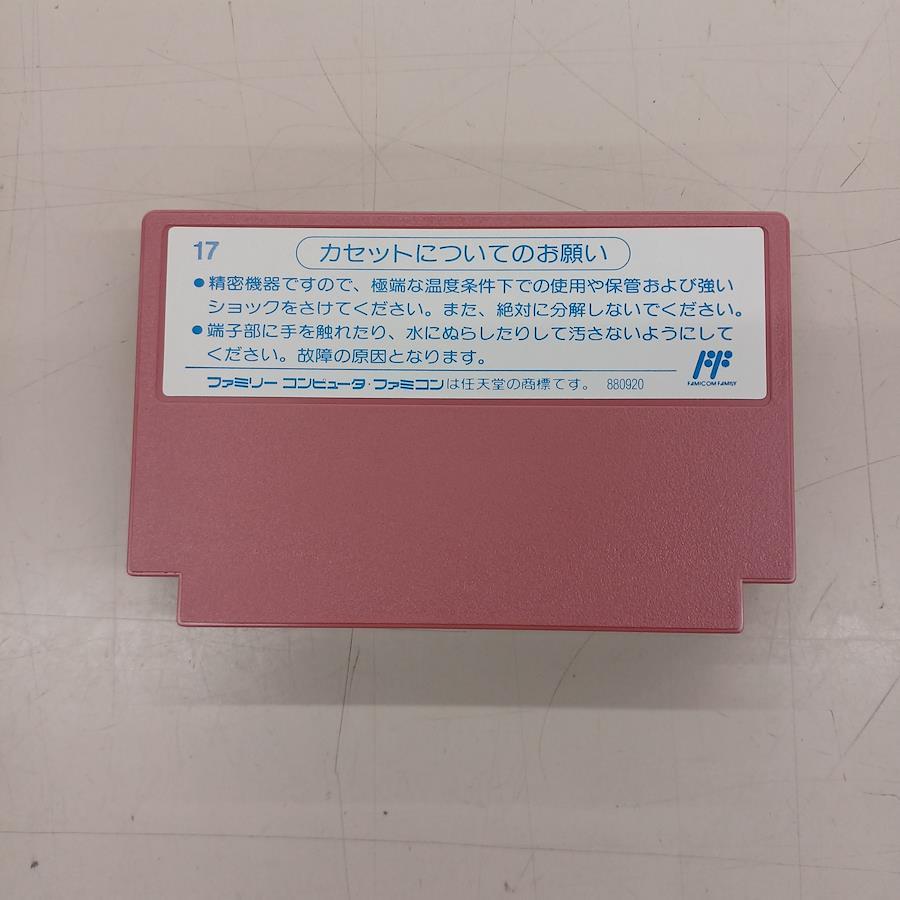 17
カセットについてのお願い
●精密機器ですので、極端な温度条件下での使用や保管および強い
ショックをさけてください。また、絶対に分解しないでください。
●端子部に手を触れたり、水にぬらしたりして汚さないようにして
ください。故障の原因となります。
ファミリー コンピュータ・ファミコンは任天堂の商標てす。 880920
FAMICOM FAMILY